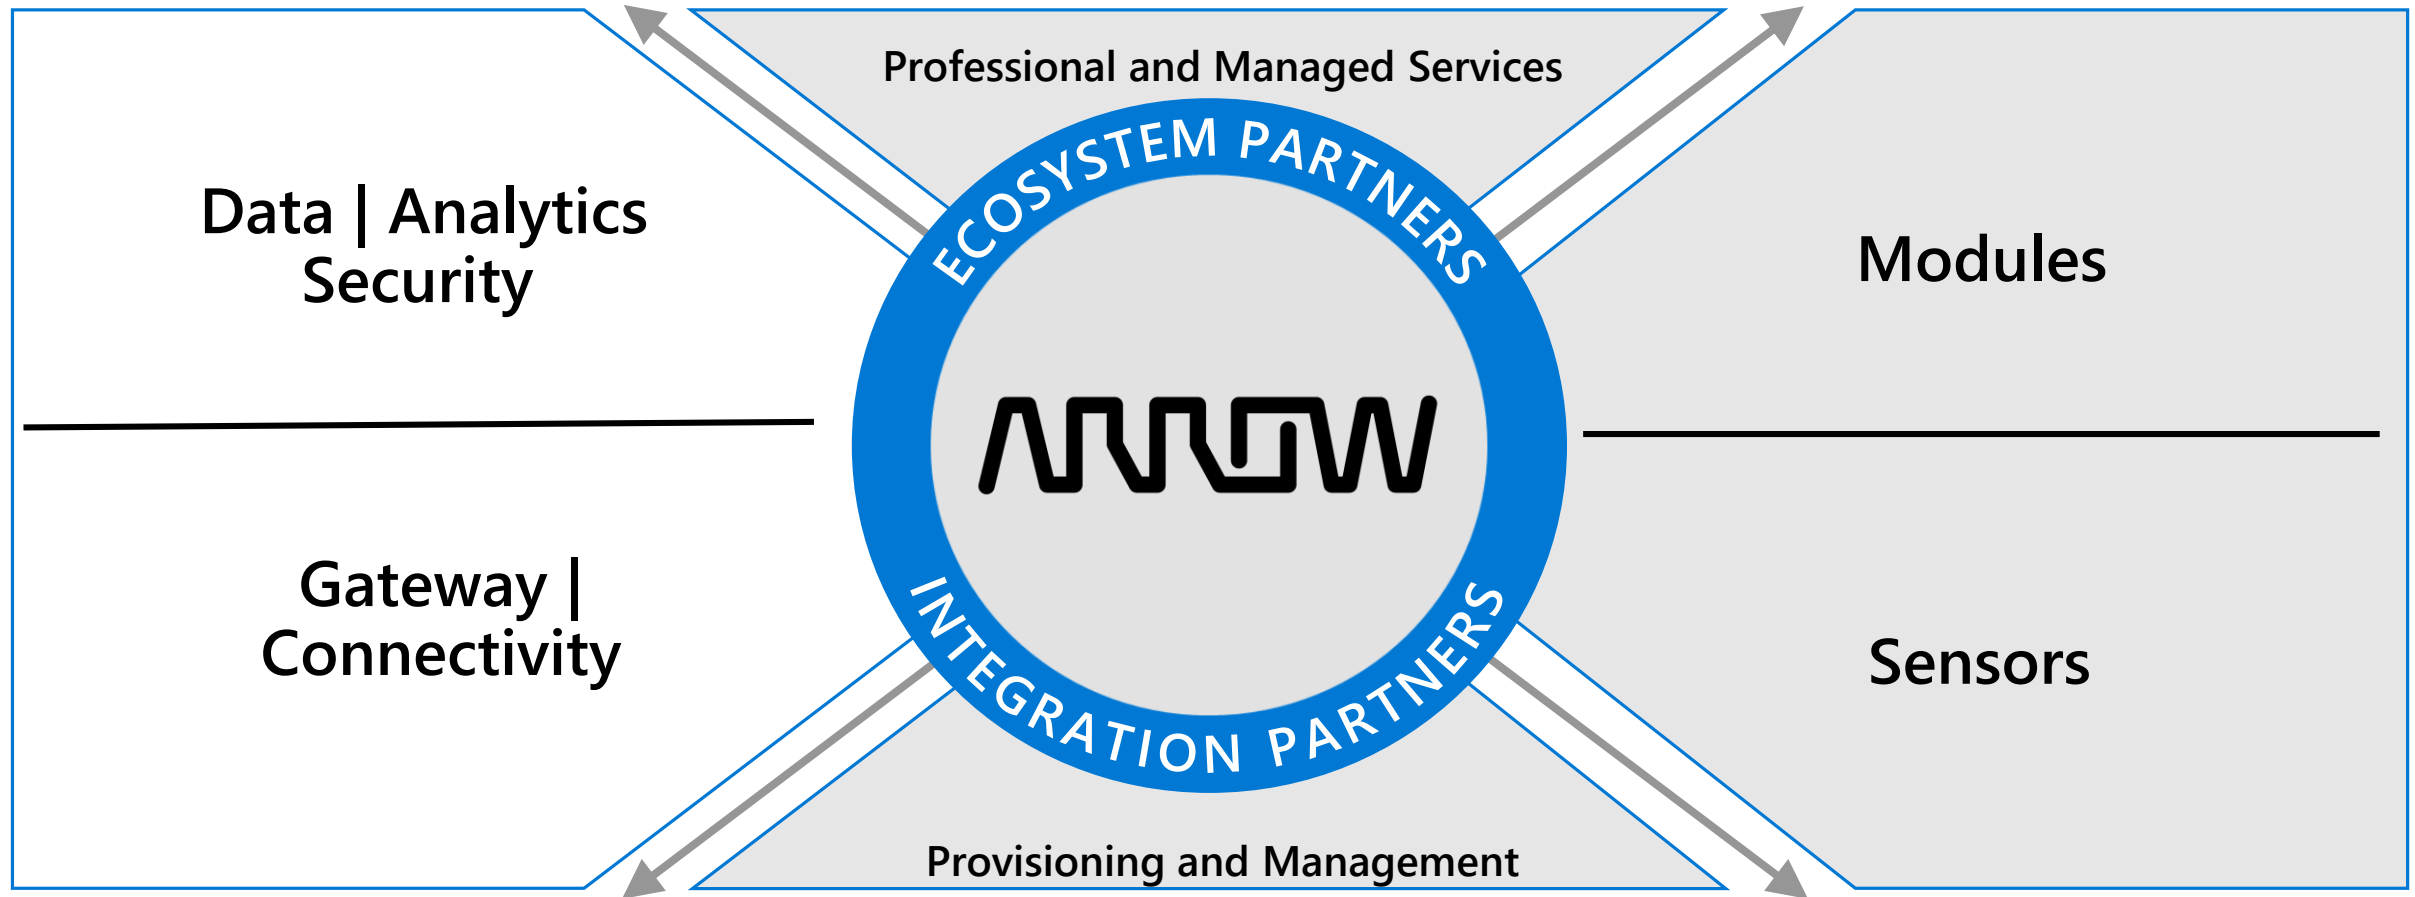 Professional and Managed Services
ECOSYSTEM PARTNERS
Data | Analytics
Security
Modules
ARROW
Gateway |
Connectivity
Sensors
INTEGRATION PARTNERS
Provisioning and Management